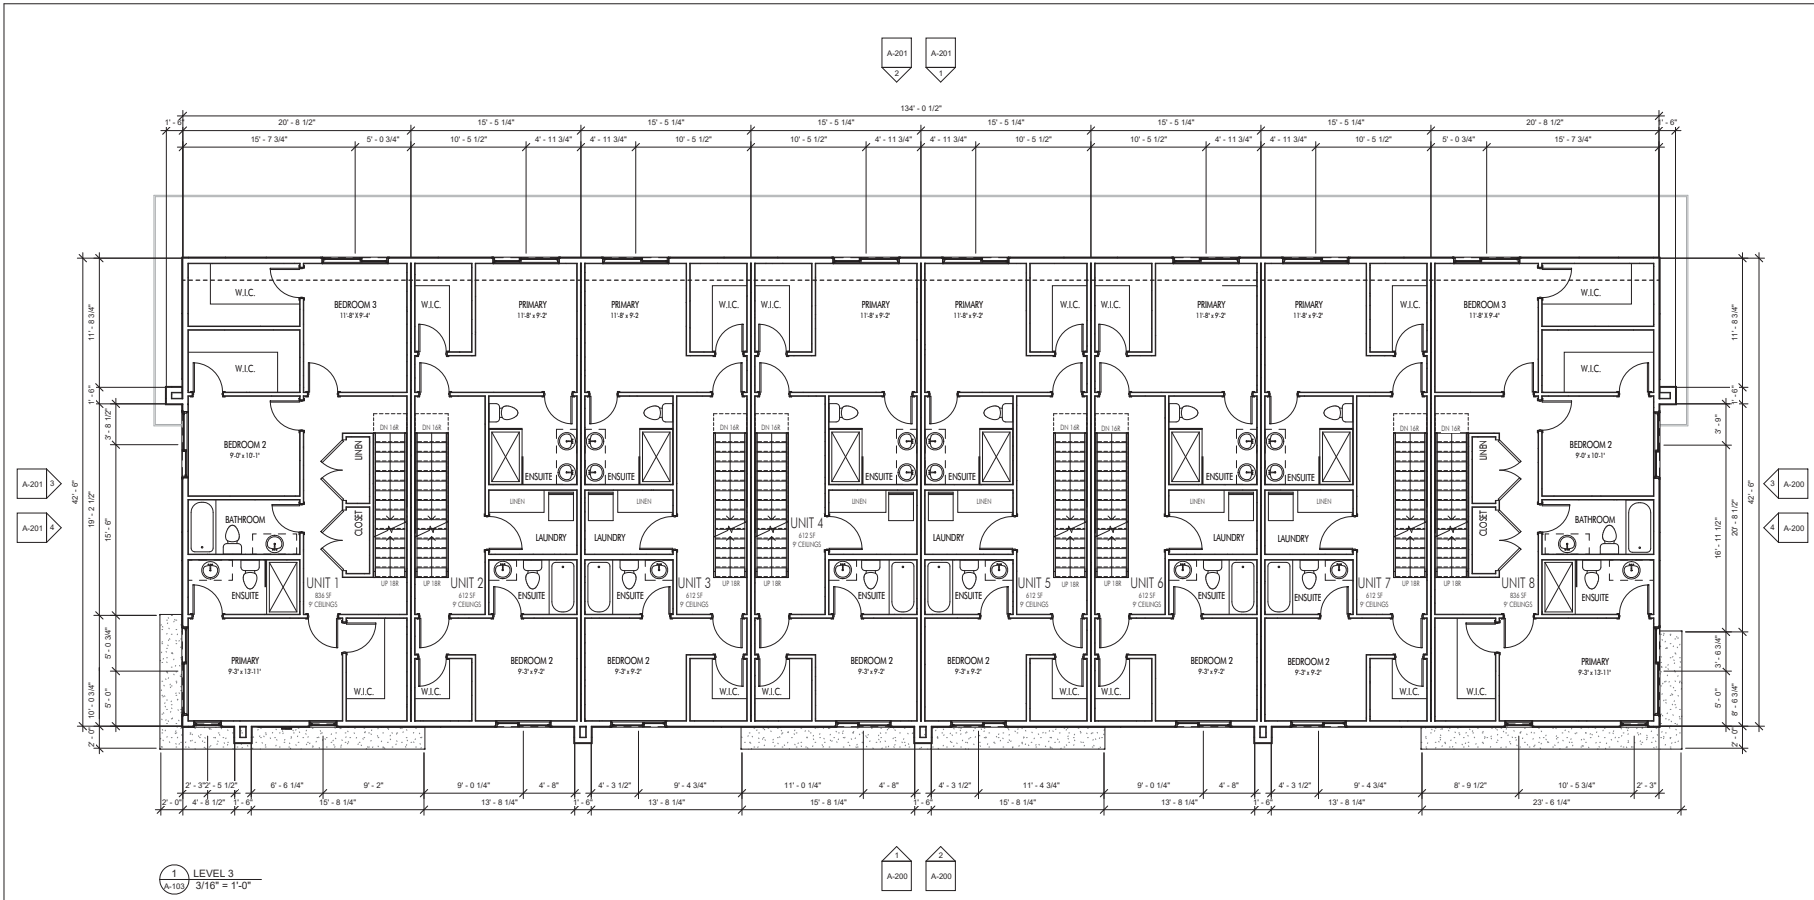 A-201 A-201
2 1
134' - 0 1/2"
1' - 6" 20' - 8 1/2" 15' - 5 1/4" 15' - 5 1/4" 15' - 5 1/4" 15' - 5 1/4" 15' - 5 1/4" 15' - 5 1/4" 20' - 8 1/2" 1' - 6"
15' - 7 3/4" 5' - 0 3/4" 10' - 5 1/2" 4' - 11 3/4" 4' - 11 3/4" 10' - 5 1/2" 10' - 5 1/2" 4' - 11 3/4" 4' - 11 3/4" 10' - 5 1/2" 10' - 5 1/2" 4' - 11 3/4" 4' - 11 3/4" 10' - 5 1/2" 5' - 0 3/4" 15' - 7 3/4"
W.I.C. W.I.C.
BEDROOM 3 W.I.C. PRIMARY PRIMARY W.I.C. W.I.C. PRIMARY PRIMARY W.I.C. W.I.C. PRIMARY PRIMARY W.I.C. BEDROOM 3
11'-8" X 9'-4" 11'-8" x 9'-2" 11'-8" x 9'-2 11'-8" x 9'-2" 11'-8" x 9'-2" 11'-8" x 9'-2" 11'-8" x 9'-2" 11'-8" X 9'-4"
11' - 8 3/4" 11' - 8 3/4"
W.I.C. W.I.C.
1' - 6" 1' - 6"
3' - 8 1/2" 3' - 9"
DN 16R DN 16R DN 16R DN 16R DN 16R DN 16R DN 16R DN 16R
BEDROOM 2 BEDROOM 2
9'-0" x 10'-1" 9'-0" x 10'-1"
LINEN LINEN
ENSUITE ENSUITE ENSUITE ENSUITE ENSUITE ENSUITE
A-201 3 3 A-200
42' - 6" 42' - 6"
LINEN LINEN LINEN LINEN LINEN LINEN
19' - 2 1/2" 20' - 8 1/2"
15' - 6" 16' - 11 1/2"
A-201 4 4 A-200
BATHROOM CLOSET CLOSET BATHROOM
UNIT 4
612 SF
9' CEILINGS
LAUNDRY LAUNDRY LAUNDRY LAUNDRY LAUNDRY LAUNDRY
UNIT 1 UP 18R UP 18R UNIT 2 UNIT 3 UP 18R UP 18R UNIT 5 UP 18R UP 18R UNIT 6 UNIT 7 UP 18R UP 18R UNIT 8
836 SF 612 SF 612 SF 612 SF 612 SF 612 SF 836 SF
9' CEILINGS 9' CEILINGS 9' CEILINGS 9' CEILINGS 9' CEILINGS 9' CEILINGS 9' CEILINGS
ENSUITE ENSUITE ENSUITE ENSUITE ENSUITE ENSUITE ENSUITE ENSUITE
5' - 0 3/4" 3' - 6 3/4"
PRIMARY BEDROOM 2 BEDROOM 2 BEDROOM 2 BEDROOM 2 BEDROOM 2 BEDROOM 2 PRIMARY
9'-3" x 13'-11" 9'-3" x 9'-2" 9'-3" x 9'-2" 9'-3" x 9'-2" 9'-3" x 9'-2" 9'-3" x 9'-2" 9'-3" x 9'-2" 9'-3" x 13'-11"
W.I.C. W.I.C. W.I.C. W.I.C. W.I.C. W.I.C. W.I.C. W.I.C.
10' - 0 3/4" 5' - 0" 5' - 0" 8' - 6 3/4"
2' - 0" 2' - 0"
2' - 3" 2' - 5 1/2" 6' - 6 1/4" 9' - 2" 9' - 0 1/4" 4' - 8" 4' - 3 1/2" 9' - 4 3/4" 11' - 0 1/4" 4' - 8" 4' - 3 1/2" 11' - 4 3/4" 9' - 0 1/4" 4' - 8" 4' - 3 1/2" 9' - 4 3/4" 8' - 9 1/2" 10' - 5 3/4" 2' - 3"
2' - 0" 4' - 8 1/2" 1' - 6" 15' - 8 1/4" 13' - 8 1/4" 1' - 6" 13' - 8 1/4" 15' - 8 1/4" 1' - 6" 15' - 8 1/4" 13' - 8 1/4" 1' - 6" 13' - 8 1/4" 23' - 6 1/4"
1 2
A-200 A-200
1 LEVEL 3
A-103 3/16" = 1'-0"